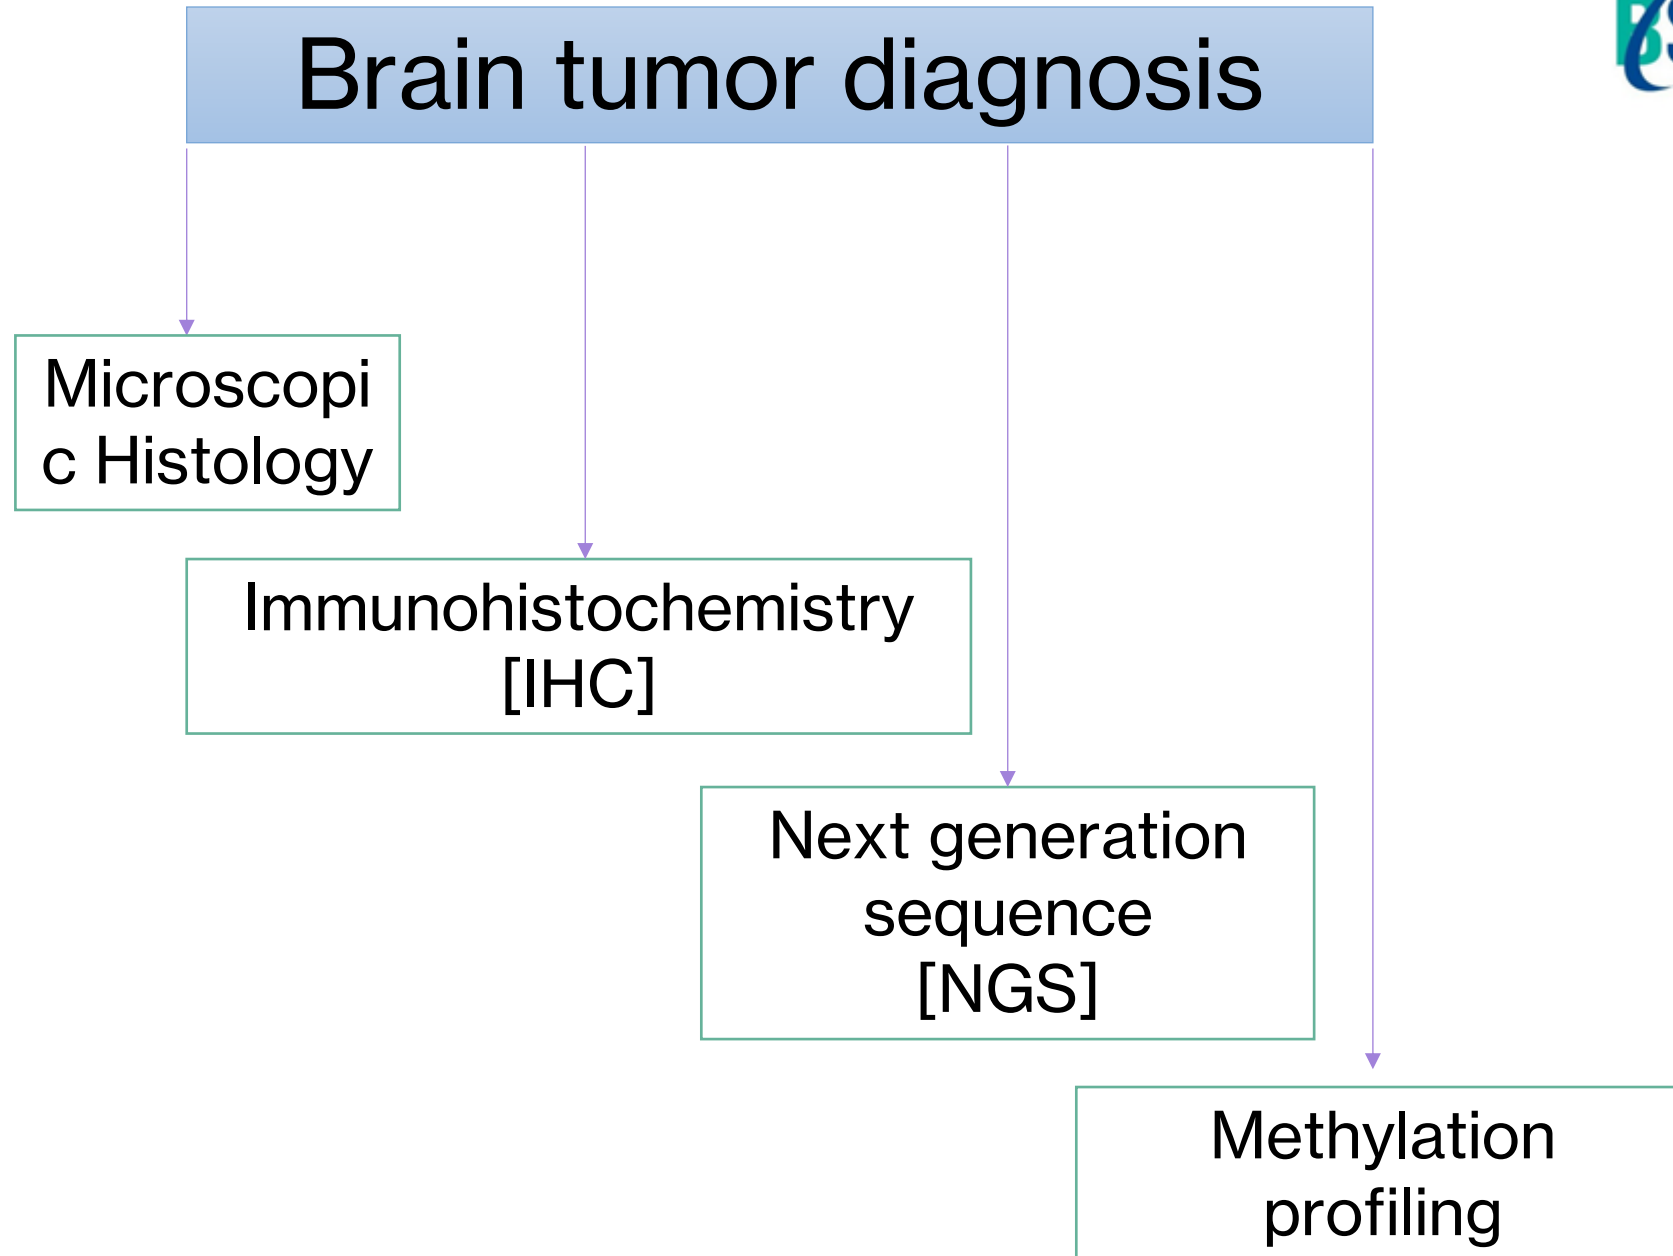 Brain tumor diagnosis
Microscopi
c Histology
Immunohistochemistry
[IHC]
Next generation
sequence
[NGS]
Methylation
profiling